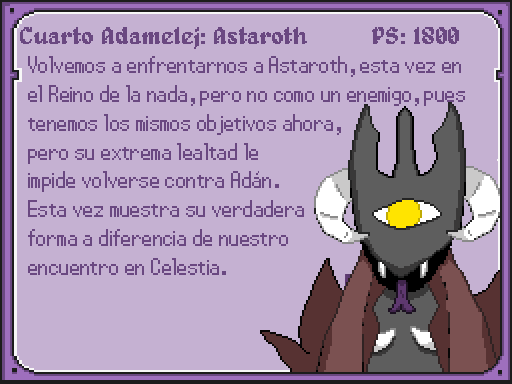 Cuarto Adamelej: Astaroth PS: 1800
Volvemos a enfrentarnos a Astaroth, esta vez en
el Reino de la nada, pero no como un enemigo, pues
tenemos los mismos objetivos ahora,
pero su extrema lealtad le
impide volverse contra Adán.
Esta vez muestra su verdadera
forma a diferencia de nuestro
encuentro en Celestia.